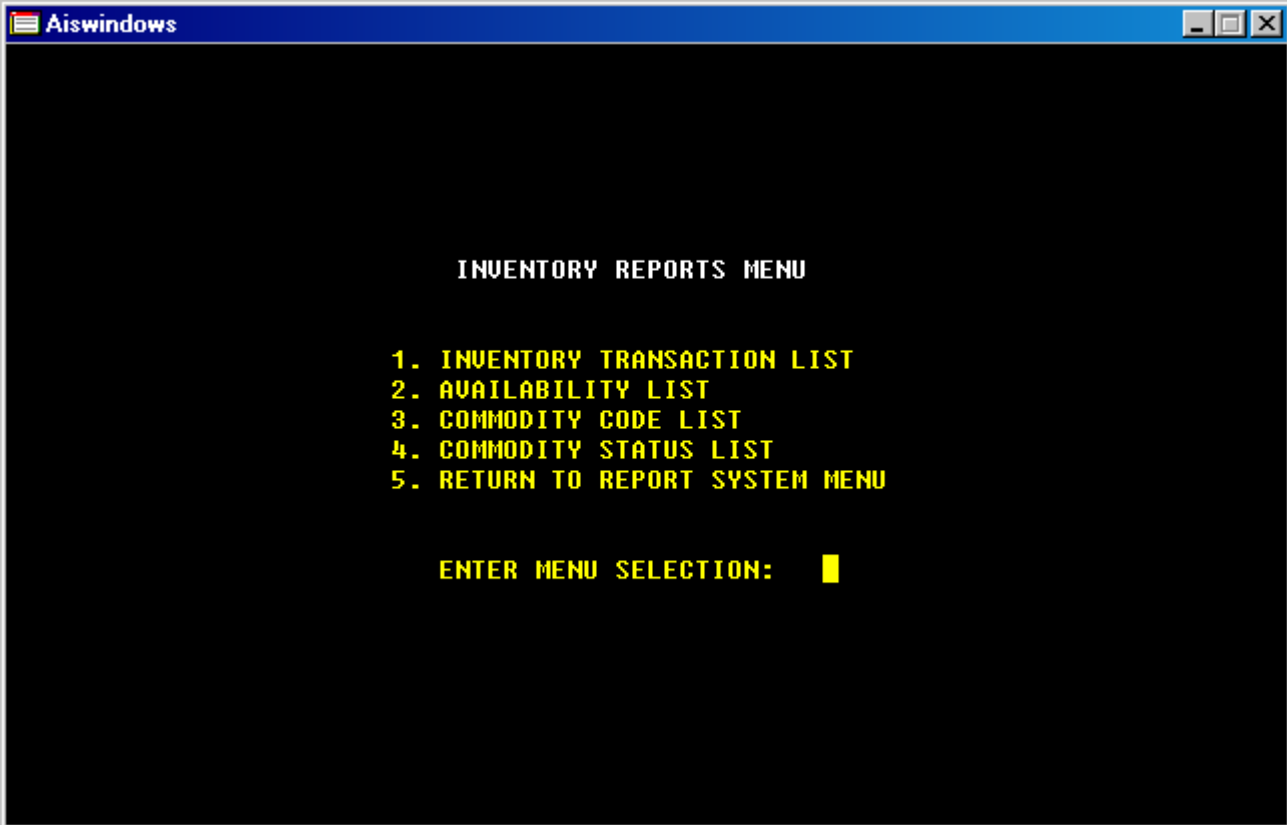 Aiswindows
INVENTORY REPORTS MENU
1. INVENTORY TRANSACTION LIST
2. AVAILABILITY LIST
3. COMMODITY CODE LIST
4. COMMODITY STATUS LIST
5. RETURN TO REPORT SYSTEM MENU
ENTER MENU SELECTION: